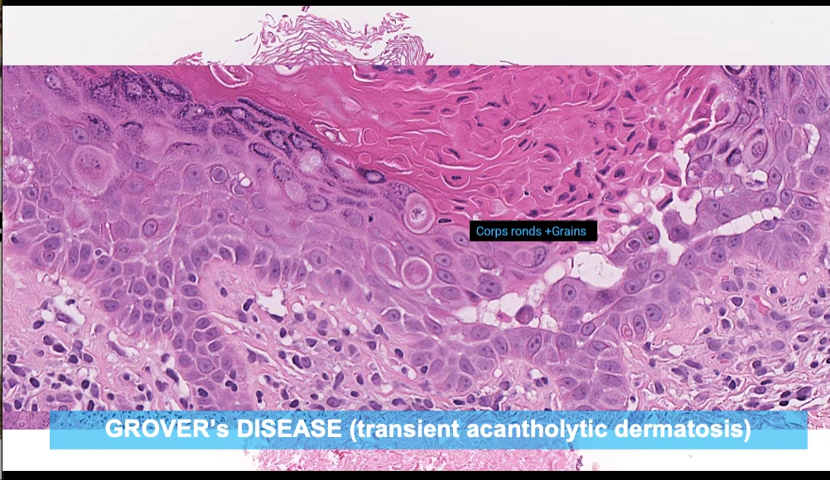 Corps ronds +Grains
GROVER's DISEASE (transient acantholytic dermatosis)